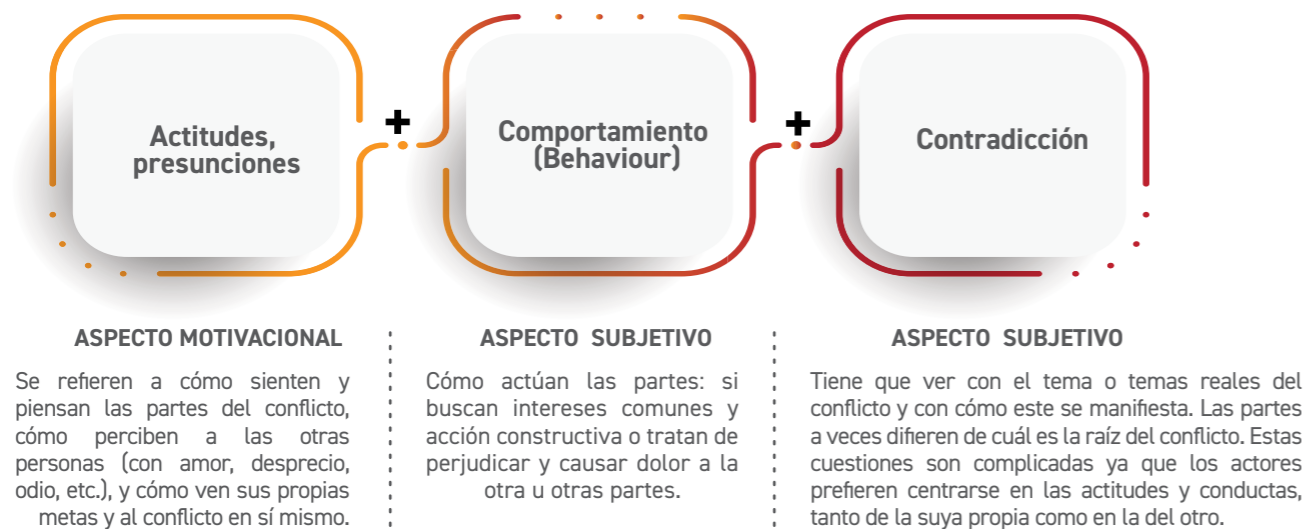 Actitudes,
presunciones
+
Comportamiento
(Behaviour)
+
Contradicción
ASPECTO MOTIVACIONAL
Se refieren a cómo sienten y
piensan las partes del conflicto,
cómo perciben a las otras
personas (con amor, desprecio,
odio, etc.), y cómo ven sus propias
metas y al conflicto en sí mismo.
ASPECTO SUBJETIVO
Cómo actúan las partes: si
buscan intereses comunes y
acción constructiva o tratan de
perjudicar y causar dolor a la
otra u otras partes.
ASPECTO SUBJETIVO
Tiene que ver con el tema o temas reales del
conflicto y con cómo este se manifiesta. Las partes
a veces difieren de cuál es la raíz del conflicto. Estas
cuestiones son complicadas ya que los actores
prefieren centrarse en las actitudes y conductas,
tanto de la suya propia como en la del otro.